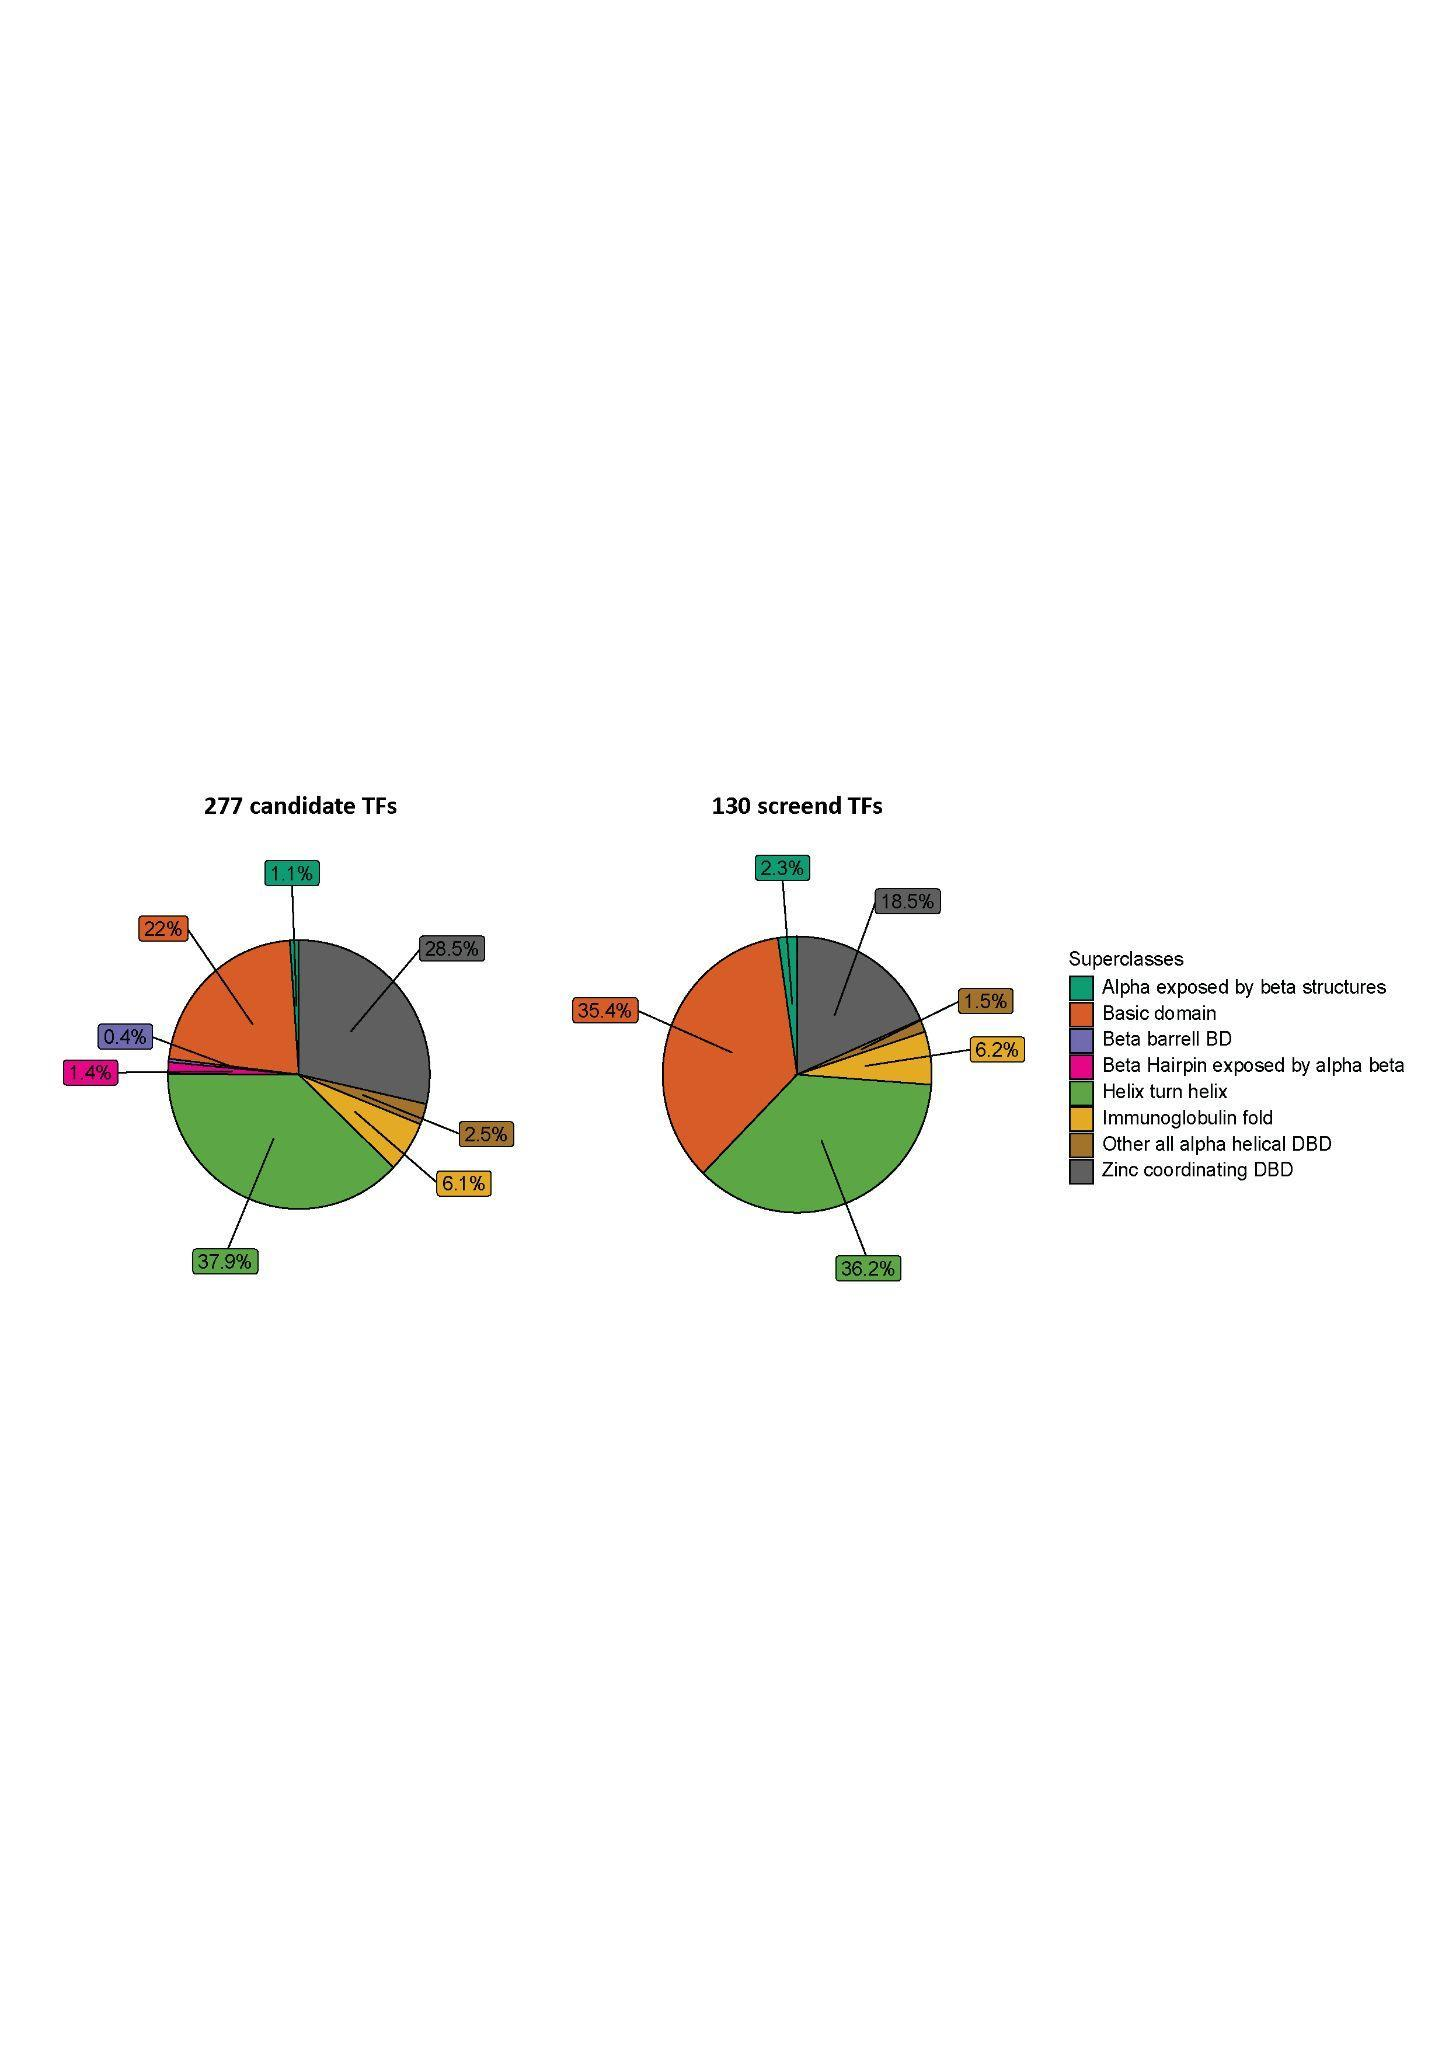 277 candidate TFs
1.1%
22%
28.5%
0.4%
1.4%
2.5%
6.1%
37.9%
130 screend TFs
2.3%
18.5%
35.4%
1.5%
6.2%
36.2%
Superclasses
Alpha exposed by beta structures
Basic domain
Beta barrell BD
Beta Hairpin exposed by alpha beta
Helix turn helix
Immunoglobulin fold
Other all alpha helical DBD
Zinc coordinating DBD